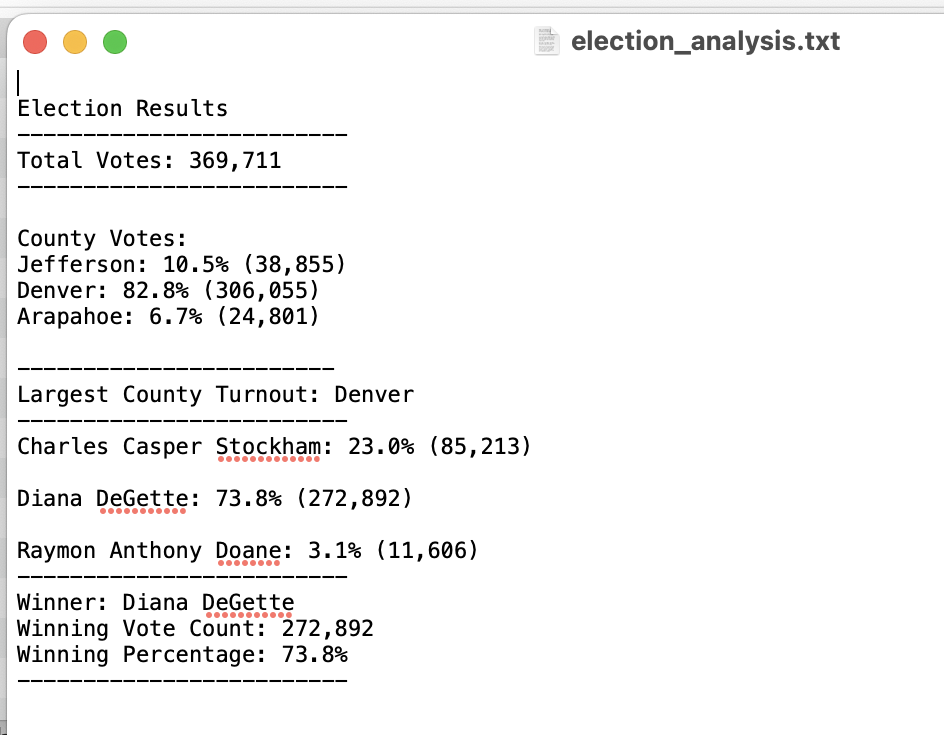 election_analysis.txt
Election Results
-------------------------
Total Votes: 369,711
-------------------------
County Votes:
Jefferson: 10.5% (38,855)
Denver: 82.8% (306,055)
Arapahoe: 6.7% (24,801)
------------------------
Largest County Turnout: Denver
-------------------------
Charles Casper Stockham: 23.0% (85,213)
Diana DeGette: 73.8% (272,892)
Raymon Anthony Doane: 3.1% (11,606)
-------------------------
Winner: Diana DeGette
Winning Vote Count: 272,892
Winning Percentage: 73.8%
-------------------------